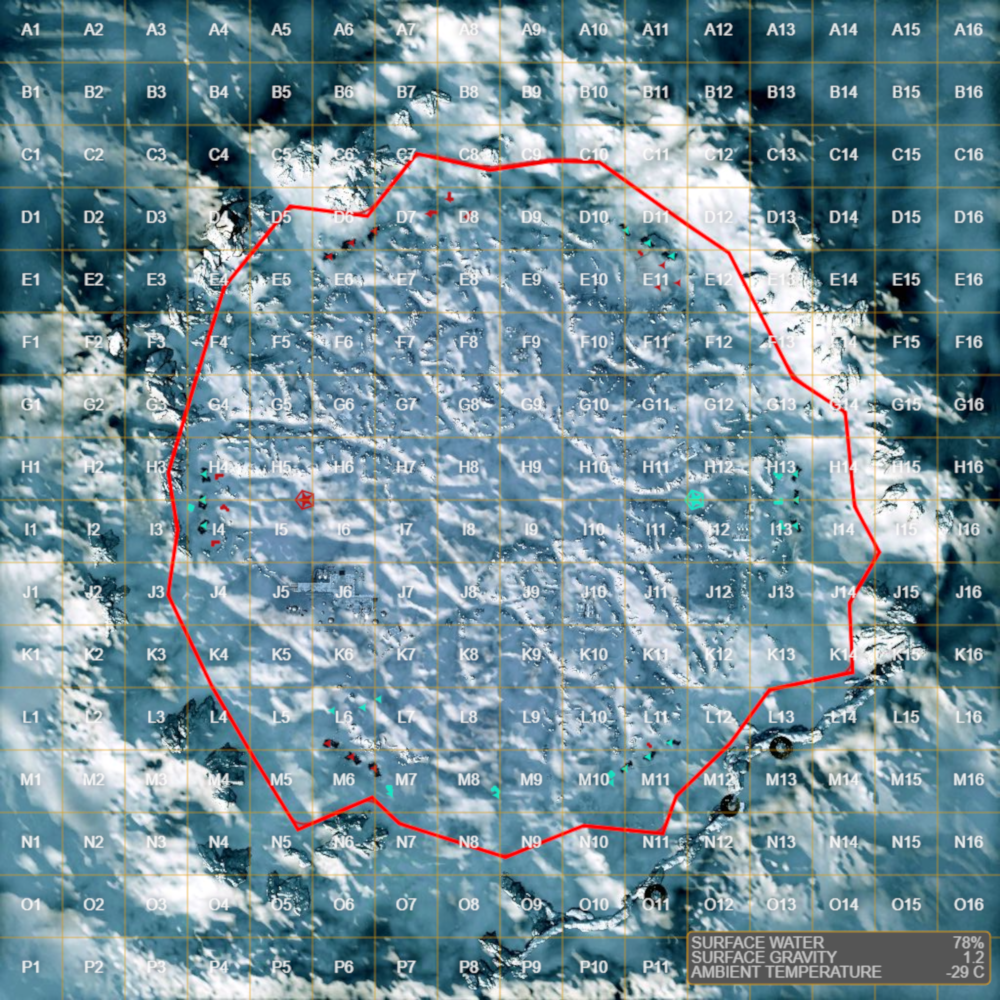 A1 A2 A3 A4 A5 A6 A7 A8 A9 A10 A11 A12 A13 A14 A15 A16
B1 B2 B3 B4 B5 B6 B7 B8 B9 B10 B11 B12 B13 B14 B15 B16
C1 C2 C3 C4 C5 C6 C7 C8 C9 C10 C11 C12 C13 C14 C15 C16
D1 D2 D3 D4 D5 D6 D7 D8 D9 D10 D11 D12 D13 D14 D15 D16
E1 E2 E3 E4 E5 E6 E7 E8 E9 E10 E11 E12 E13 E14 E15 E16
F1 F2 F3 F4 F5 F6 F7 F8 F9 F10 F11 F12 F13 F14 F15 F16
G1 G2 G3 G4 G5 G6 G7 G8 G9 G10 G11 G12 G13 G14 G15 G16
H1 H2 H3 H4 H5 H6 H7 H8 H9 H10 H11 H12 H13 H14 H15 H16
I1 I2 I3 I4 I5 I6 I7 I8 I9 I10 I11 I12 I13 I14 I15 I16
J1 J2 J3 J4 J5 J6 J7 J8 J9 J10 J11 J12 J13 J14 J15 J16
K1 K2 K3 K4 K5 K6 K7 K8 K9 K10 K11 K12 K13 K14 K15 K16
L1 L2 L3 L4 L5 L6 L7 L8 L9 L10 L11 L12 L13 L14 L15 L16
M1 M2 M3 M4 M5 M6 M7 M8 M9 M10 M11 M12 M13 M14 M15 M16
N1 N2 N3 N4 N5 N6 N7 N8 N9 N10 N11 N12 N13 N14 N15 N16
O1 O2 O3 O4 O5 O6 O7 O8 O9 O10 O11 O12 O13 O14 O15 O16
SURFACE WATER 78%
SURFACE GRAVITY 1.2
AMBIENT TEMPERATURE -29 C
P1 P2 P3 P4 P5 P6 P7 P8 P9 P10 P11